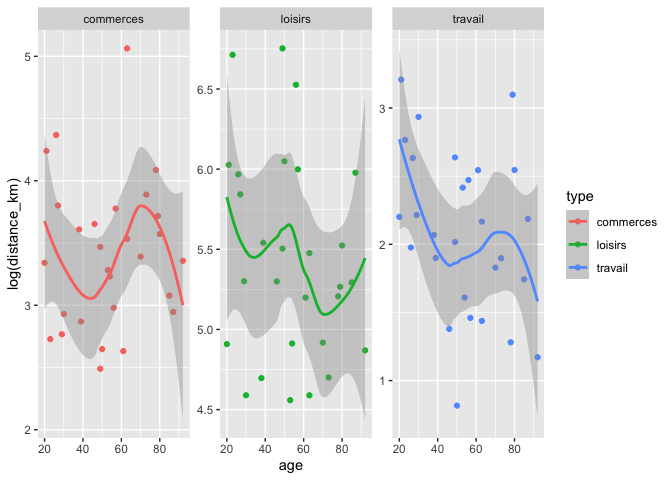 commerces loisirs travail
log(distance_km)
5
4
3
2
6.5
6.0
5.5
5.0
4.5
3
2
1
20 40 60 80 20 40 60 80 20 40 60 80
age
type
commerces
loisirs
travail